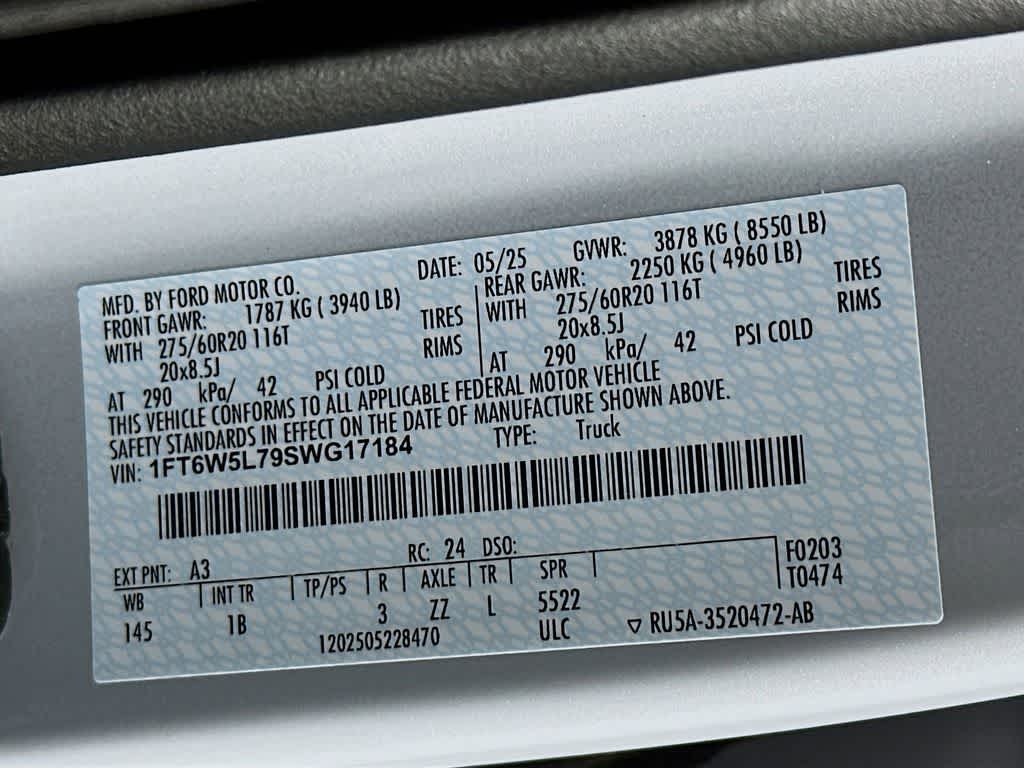 MFD. BY FORD MOTOR CO. DATE: 05/25 GVWR: 3878 KG ( 8550 LB)
FRONT GAWR: 1787 KG ( 3940 LB) REAR GAWR: 2250 KG ( 4960 LB)
WITH 275/60R20 116T TIRES WITH 275/60R20 116T TIRES
20x8.5J RIMS 20x8.5J RIMS
AT 290 kPa/ 42 PSI COLD AT 290 kPa/ 42 PSI COLD
THIS VEHICLE CONFORMS TO ALL APPLICABLE FEDERAL MOTOR VEHICLE
SAFETY STANDARDS IN EFFECT ON THE DATE OF MANUFACTURE SHOWN ABOVE.
VIN: 1FT6W5L79SWG17184 TYPE: Truck
EXT PNT: A3 RC: 24 DSO: F0203
WB INT TR TP/PS R AXLE TR SPR T0474
145 1B 3 ZZ L 5522
1202505228470 ULC ▽ RU5A-3520472-AB